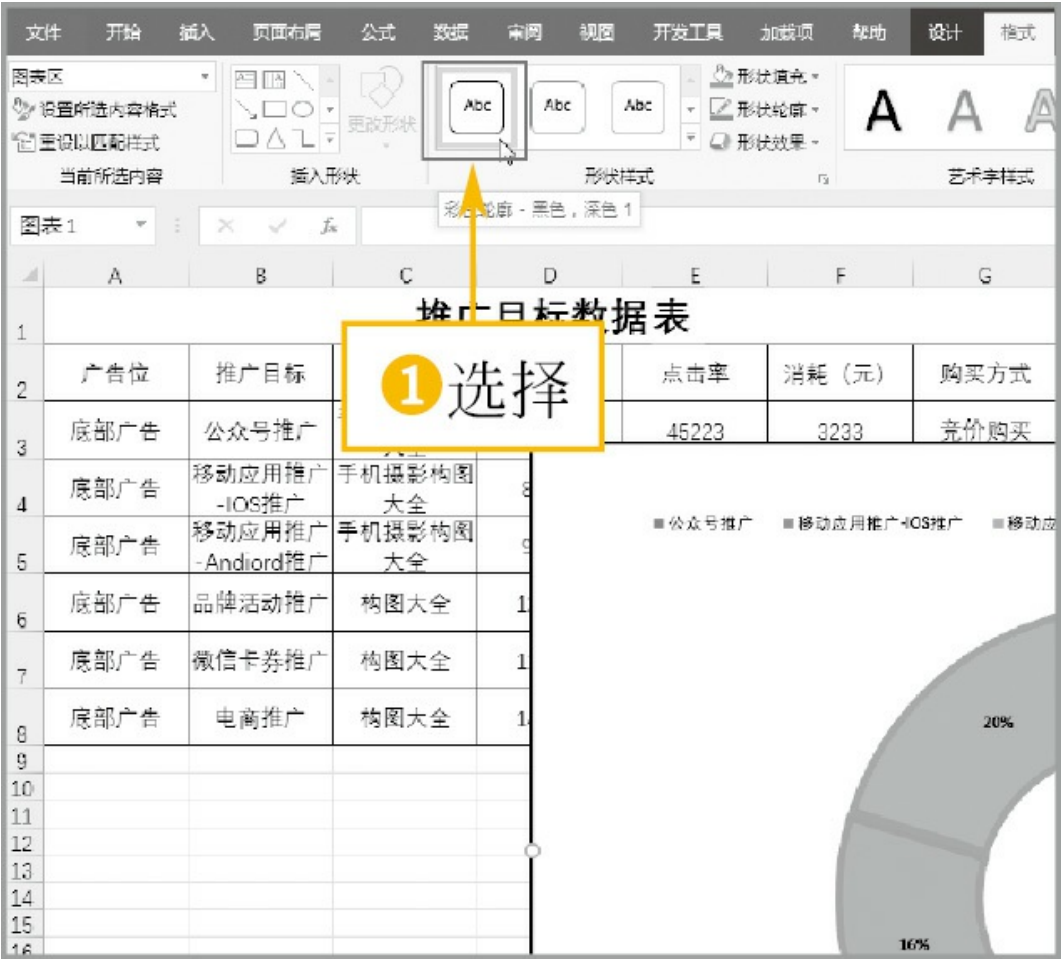 文件 开始 插入 页面布局 公式 数据 审阅 视图 开发工具 加载项 帮助 设计 格式
图表区
设置所选内容格式
重设以匹配样式
当前所选内容
更改形状
插入形状
Abc Abc Abc
形状填充
形状轮廓
形状效果
形状样式
A A A
艺术字样式
轮廓 - 黑色，深色 1
图表 1 fx
A B C D E F G
1 推广目标数据表
2 广告位 推广目标 点击率 消耗（元） 购买方式
3 底部广告 公众号推广 45223 3233 竞价购买
4 底部广告 移动应用推广 手机摄影构图
-IOS推广 大全
5 底部广告 移动应用推广 手机摄影构图
-Andiord推广 大全
6 底部广告 品牌活动推广 构图大全 1
7 底部广告 微信卡券推广 构图大全 1
8 底部广告 电商推广 构图大全 1
9
10
11
12
13
14
15
16
❶选择
公众号推广 移动应用推广-IOS推广 移动应
20%
16%